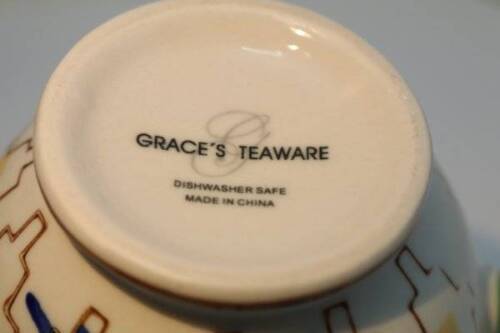 G
GRACE'S TEAWARE
DISHWASHER SAFE
MADE IN CHINA